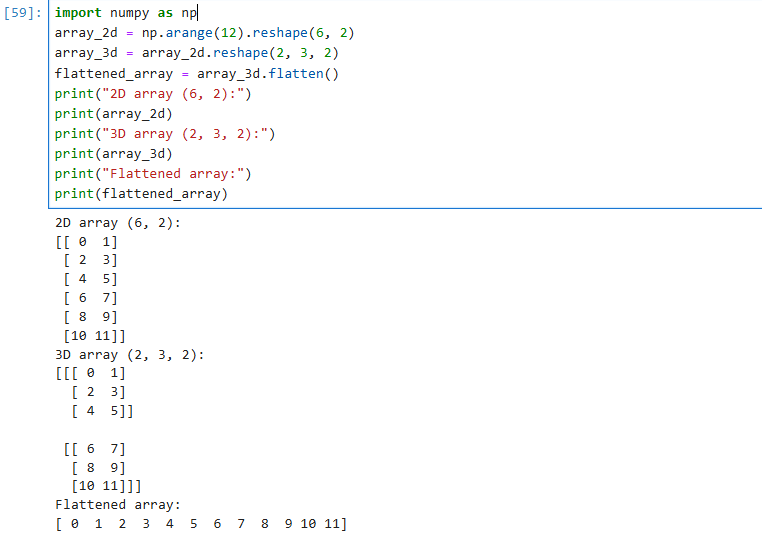 [59]: import numpy as np
array_2d = np.arange(12).reshape(6, 2)
array_3d = array_2d.reshape(2, 3, 2)
flattened_array = array_3d.flatten()
print("2D array (6, 2):")
print(array_2d)
print("3D array (2, 3, 2):")
print(array_3d)
print("Flattened array:")
print(flattened_array)
2D array (6, 2):
[[ 0  1]
 [ 2  3]
 [ 4  5]
 [ 6  7]
 [ 8  9]
 [10 11]]
3D array (2, 3, 2):
[[[ 0  1]
  [ 2  3]
  [ 4  5]]

 [[ 6  7]
  [ 8  9]
  [10 11]]]
Flattened array:
[ 0  1  2  3  4  5  6  7  8  9 10 11]